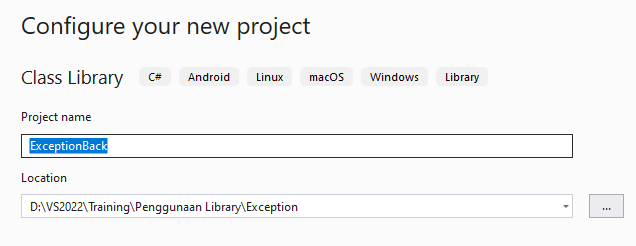 Configure your new project
Class Library C# Android Linux macOS Windows Library
Project name
ExceptionBack
Location
D:\VS2022\Training\Penggunaan Library\Exception ...